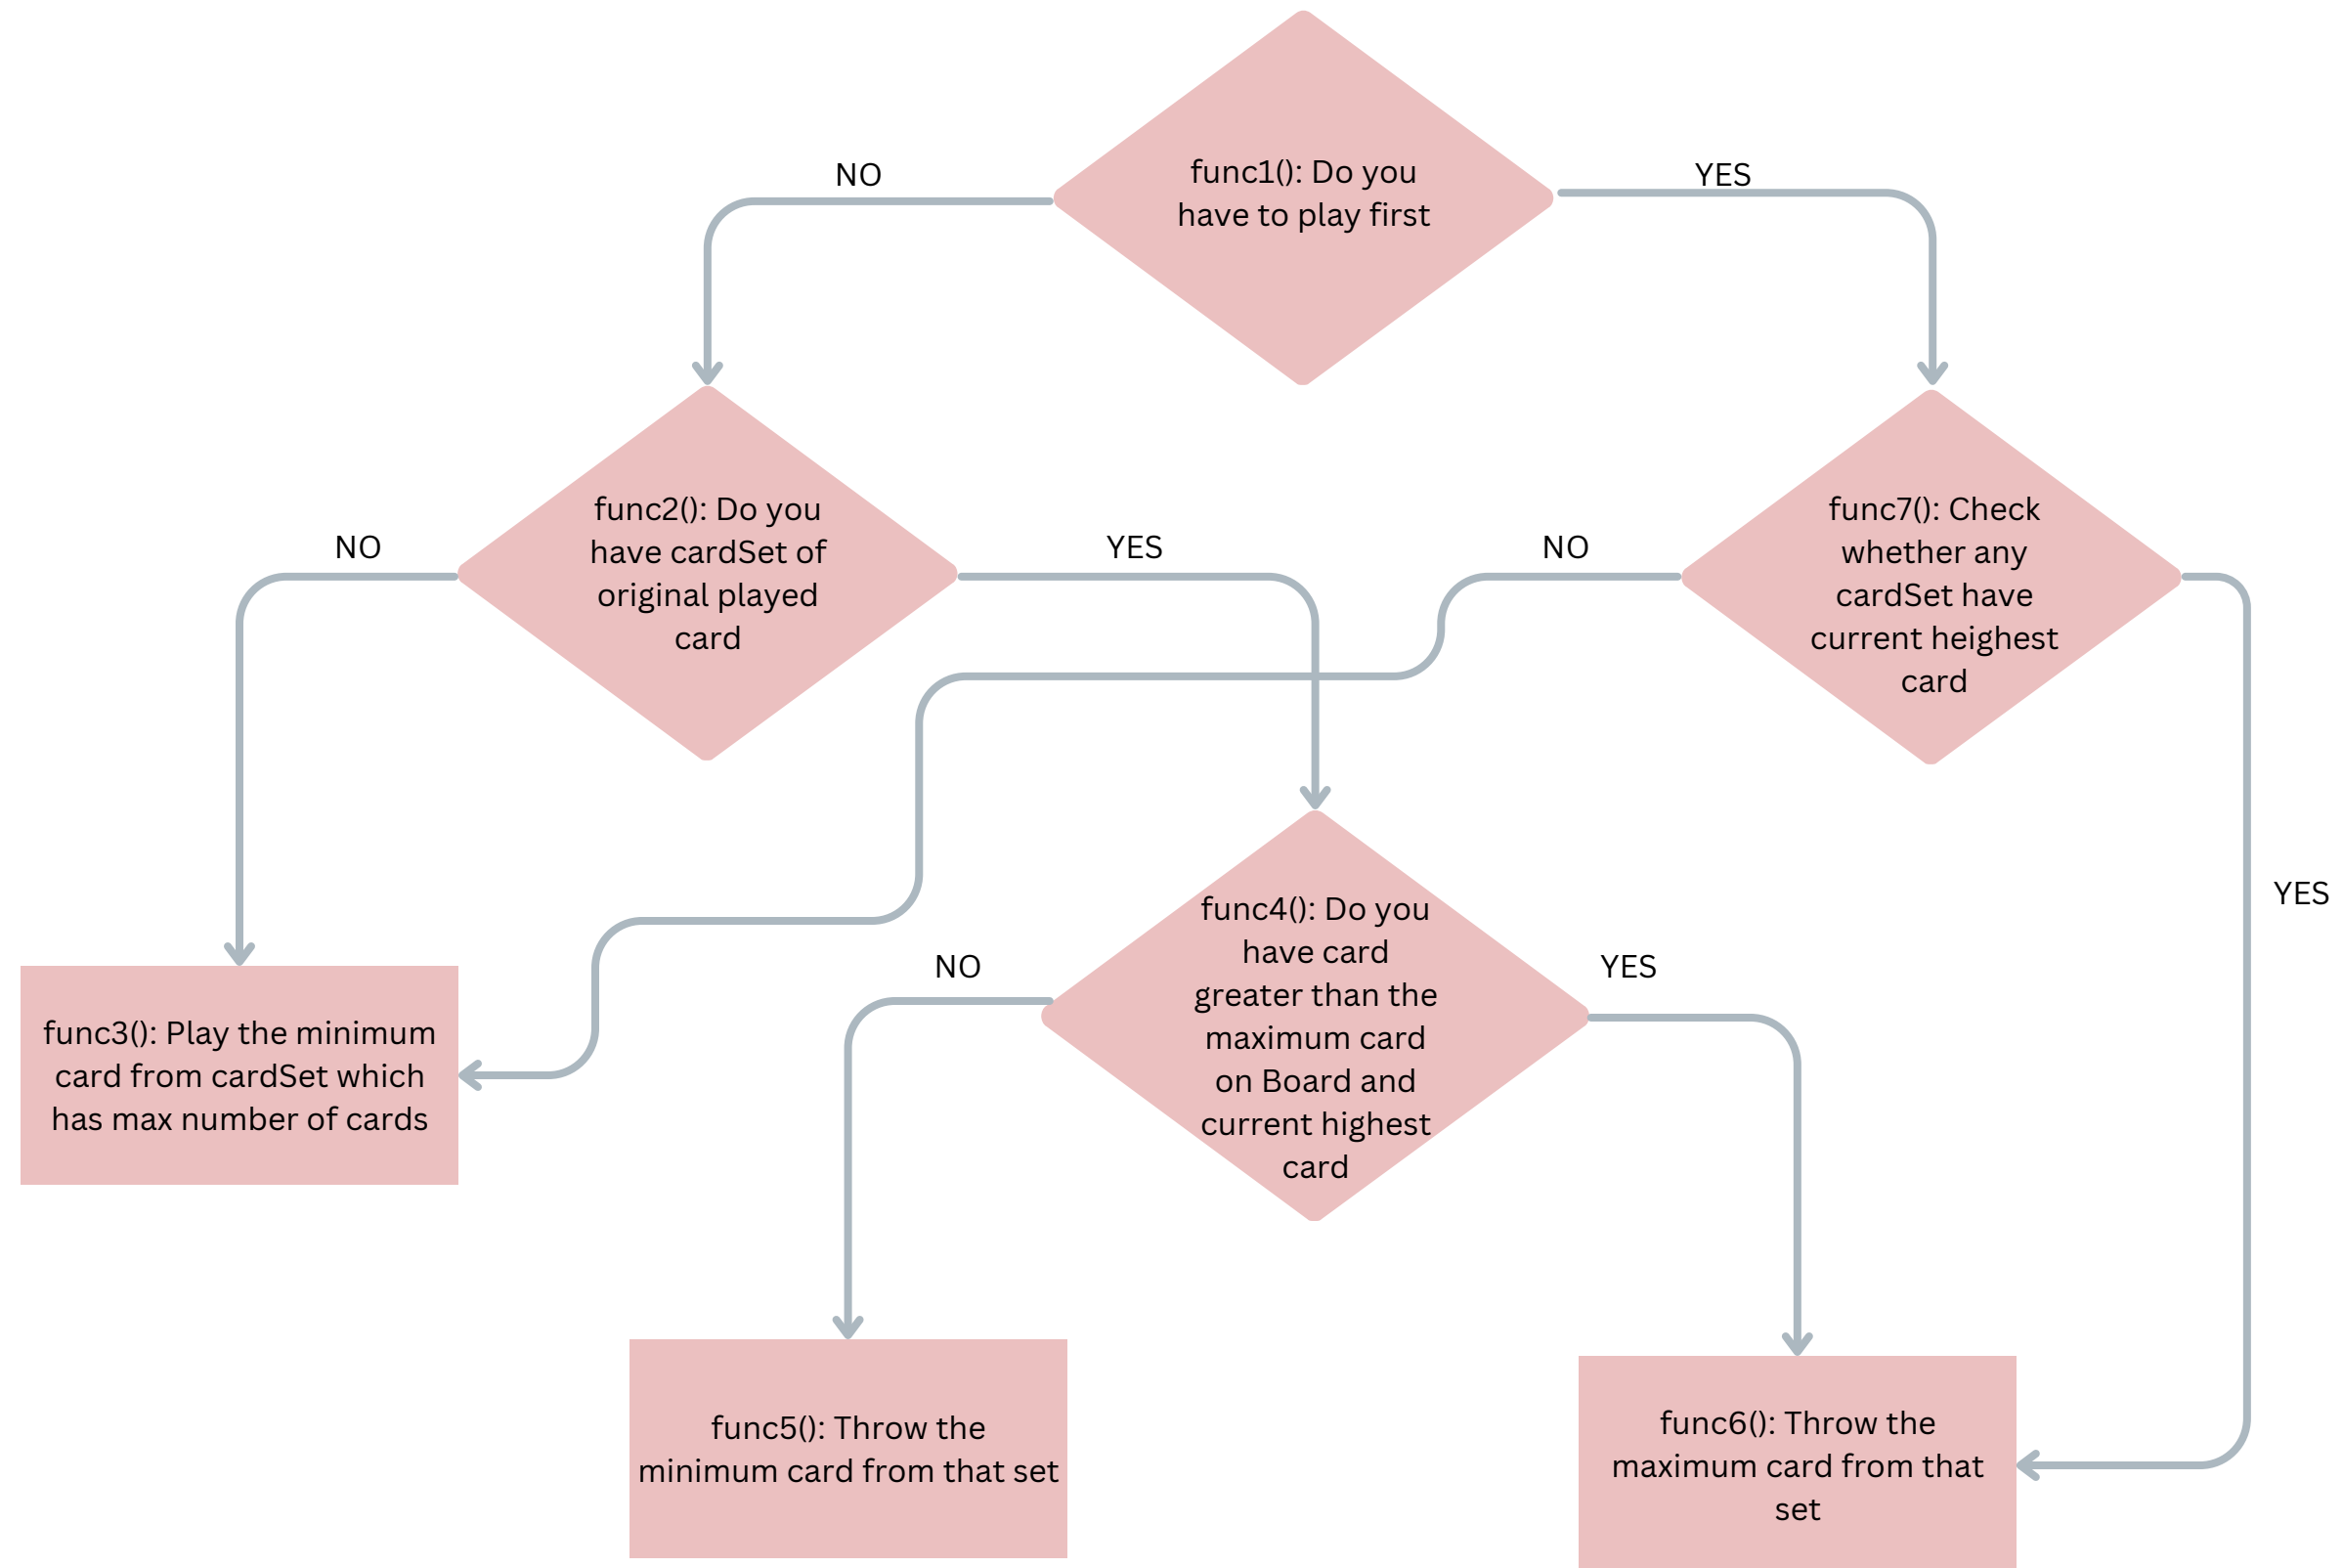 func1(): Do you
have to play first
NO
YES
func2(): Do you
have cardSet of
original played
card
NO
YES
func7(): Check
whether any
cardSet have
current heighest
card
NO
YES
func3(): Play the minimum
card from cardSet which
has max number of cards
func4(): Do you
have card
greater than the
maximum card
on Board and
current highest
card
NO
YES
func5(): Throw the
minimum card from that set
func6(): Throw the
maximum card from that
set